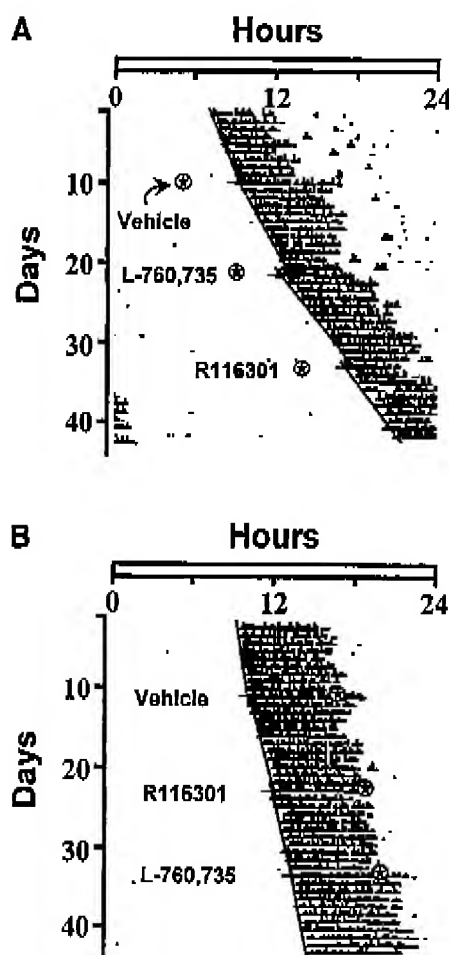 A
Hours
0 12 24
Days
10
Vehicle
20
L-760,735
30
R116301
40
B
Hours
0 12 24
Days
10
Vehicle
20
R116301
30
L-760,735
40